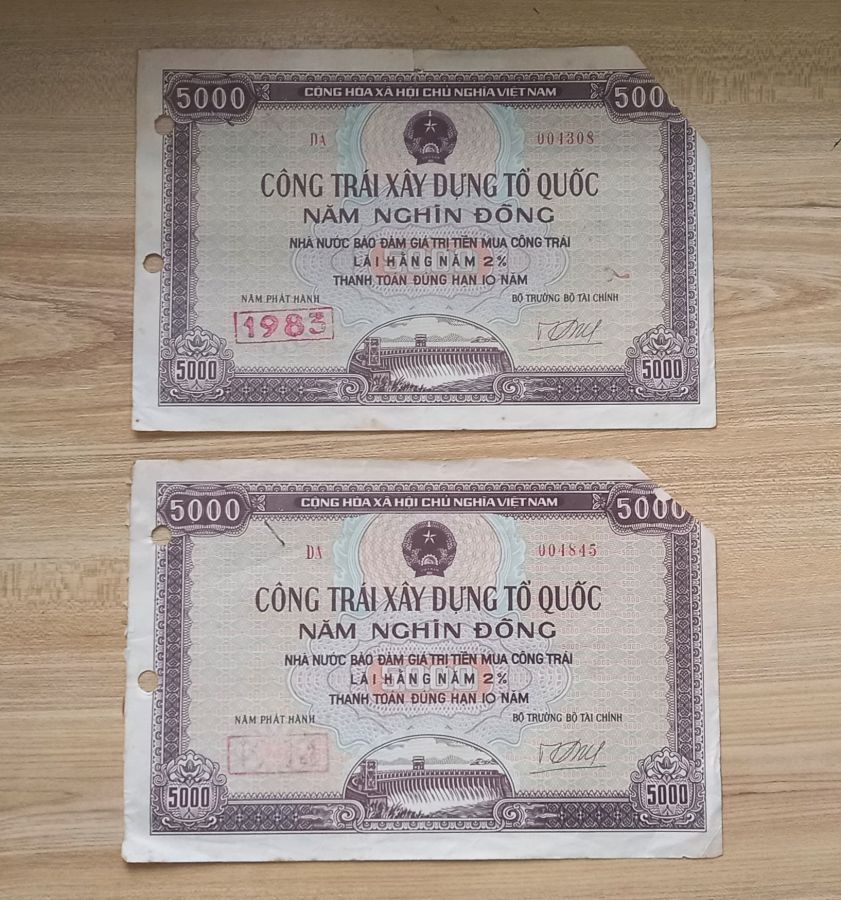 5000 CỘNG HÒA XÃ HỘI CHỦ NGHĨA VIỆT NAM 500
DA 004308
CÔNG TRÁI XÂY DỰNG TỔ QUỐC
NĂM NGHÌN ĐỒNG
NHÀ NƯỚC BẢO ĐẢM GIÁ TRỊ TIỀN MUA CÔNG TRÁI
LÃI HẰNG NĂM 2%
THANH TOÁN ĐÚNG HẠN 10 NĂM
NĂM PHÁT HÀNH BỘ TRƯỞNG BỘ TÀI CHÍNH
1983
5000 5000
5000 CỘNG HÒA XÃ HỘI CHỦ NGHĨA VIỆT NAM 5000
DA 004845
CÔNG TRÁI XÂY DỰNG TỔ QUỐC
NĂM NGHÌN ĐỒNG
NHÀ NƯỚC BẢO ĐẢM GIÁ TRỊ TIỀN MUA CÔNG TRÁI
LÃI HẰNG NĂM 2%
THANH TOÁN ĐÚNG HẠN 10 NĂM
NĂM PHÁT HÀNH BỘ TRƯỞNG BỘ TÀI CHÍNH
5000 5000